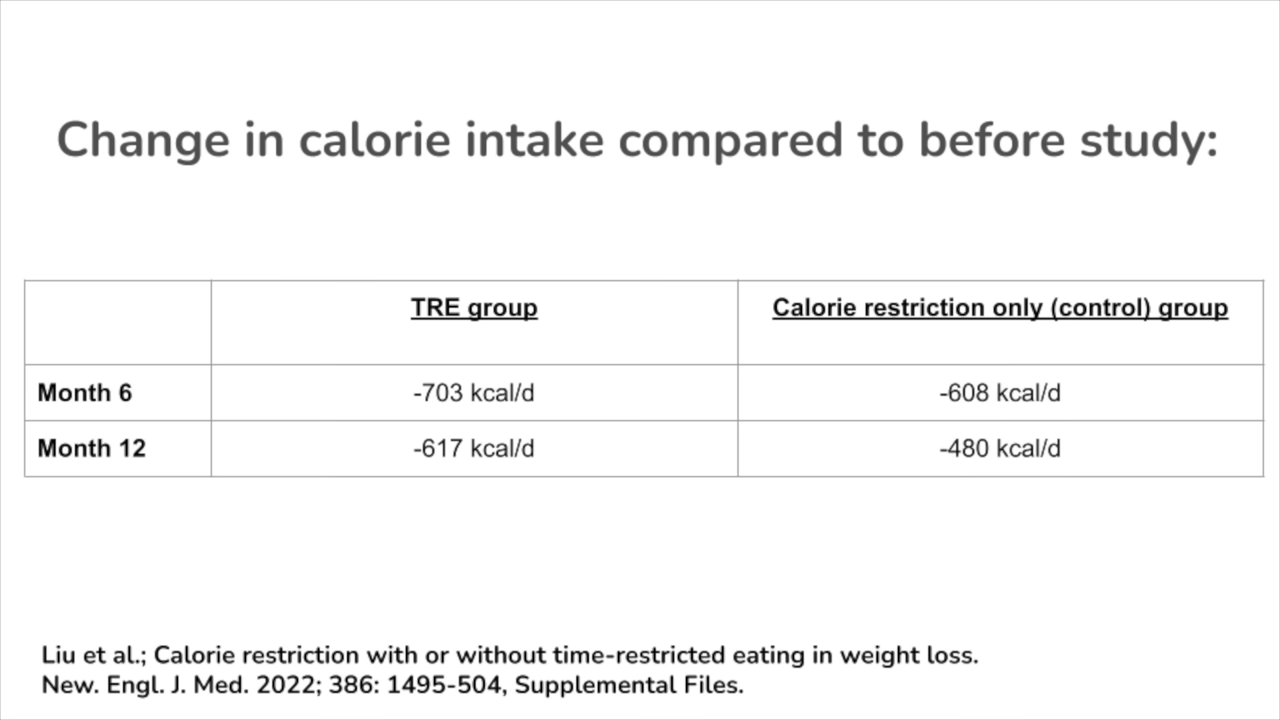 Change in calorie intake compared to before study:
TRE group
Calorie restriction only (control) group
Month 6
-703 kcal/d
-608 kcal/d
Month 12
-617 kcal/d
-480 kcal/d
Liu et al.; Calorie restriction with or without time-restricted eating in weight loss.
New. Engl. J. Med. 2022; 386: 1495-504, Supplemental Files.